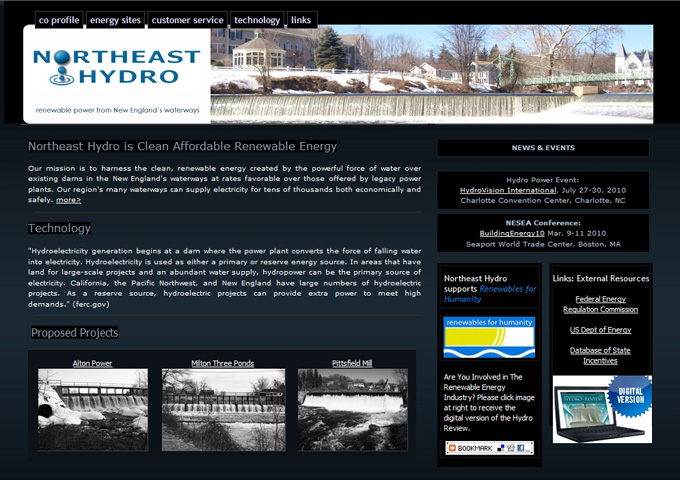 co profile energy sites customer service technology links
NORTHEAST
HYDRO
renewable power from New England's waterways
Northeast Hydro is Clean Affordable Renewable Energy
Our mission is to harness the clean, renewable energy created by the powerful force of water over
existing dams in the New England's waterways at rates favorable over those offered by legacy power
plants. Our region's many waterways can supply electricity for tens of thousands both economically and
safely. more>
Technology
"Hydroelectricity generation begins at a dam where the power plant converts the force of falling water
into electricity. Hydroelectricity is used as either a primary or reserve energy source. In areas that have
land for large-scale projects and an abundant water supply, hydropower can be the primary source of
electricity. California, the Pacific Northwest, and New England have large numbers of hydroelectric
projects. As a reserve source, hydroelectric projects can provide extra power to meet high
demands." (ferc.gov)
Proposed Projects
Alton Power
Milton Three Ponds
Pittsfield Mill
NEWS & EVENTS
Hydro Power Event:
HydroVision International, July 27-30, 2010
Charlotte Convention Center, Charlotte, NC
NESEA Conference:
BuildingEnergy10 Mar. 9-11 2010
Seaport World Trade Center, Boston, MA
Northeast Hydro
supports Renewables for
Humanity
renewables for humanity
Are You Involved in The
Renewable Energy
Industry? Please click image
at right to receive the
digital version of the Hydro
Review.
BOOKMARK
Links: External Resources
Federal Energy
Regulation Commission
US Dept of Energy
Database of State
Incentives
DIGITAL
VERSION
HYDRO REVIEW